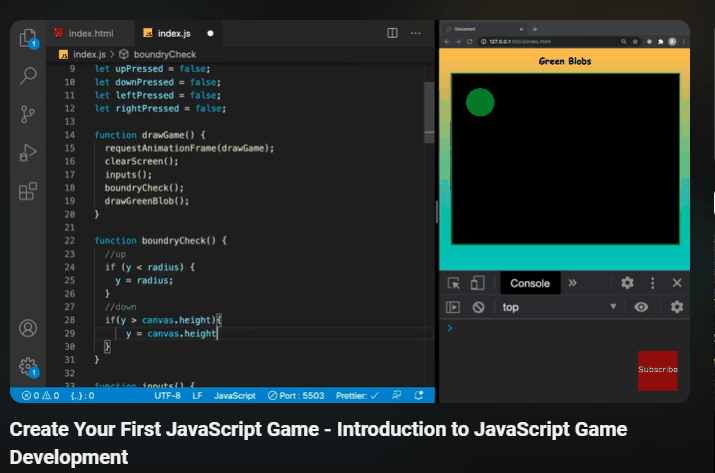 index.html
index.js
index.js > boundryCheck
9 let upPressed = false;
10 let downPressed = false;
11 let leftPressed = false;
12 let rightPressed = false;
13
14 function drawGame() {
15 requestAnimationFrame(drawGame);
16 clearScreen();
17 inputs();
18 boundryCheck();
19 drawGreenBlob();
20 }
21
22 function boundryCheck() {
23 //up
24 if (y < radius) {
25 y = radius;
26 }
27 //down
28 if(y > canvas.height){
29 y = canvas.height
30 }
31 }
32
33 function inputs() {
0 0 {..} : 0 UTF-8 LF JavaScript Port : 5503 Prettier: ✓
1
1
Document
127.0.0.1:5503/index.html
Green Blobs
Console »
top
Subscribe
Create Your First JavaScript Game - Introduction to JavaScript Game
Development